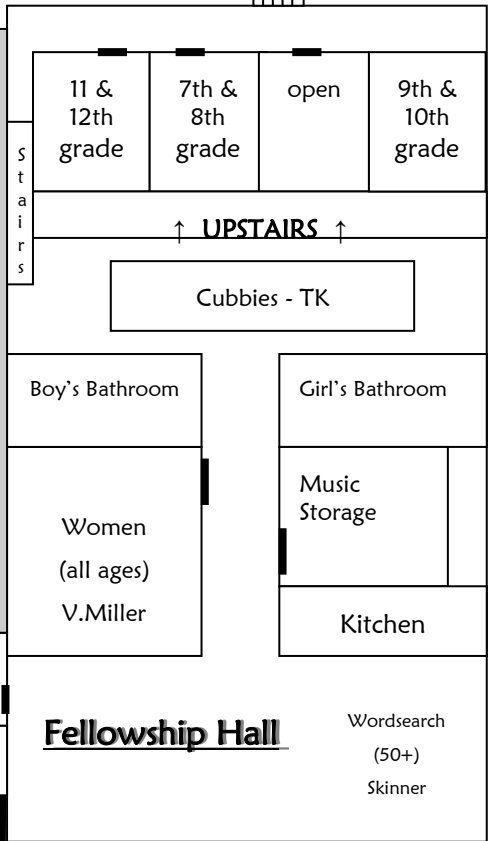 11 &
12th
grade
7th &
8th
grade
open
9th &
10th
grade
Stairs
↑ UPSTAIRS ↑
Cubbies - TK
Boy's Bathroom
Girl's Bathroom
Music
Storage
Women
(all ages)
V.Miller
Kitchen
Fellowship Hall
Wordsearch
(50+)
Skinner